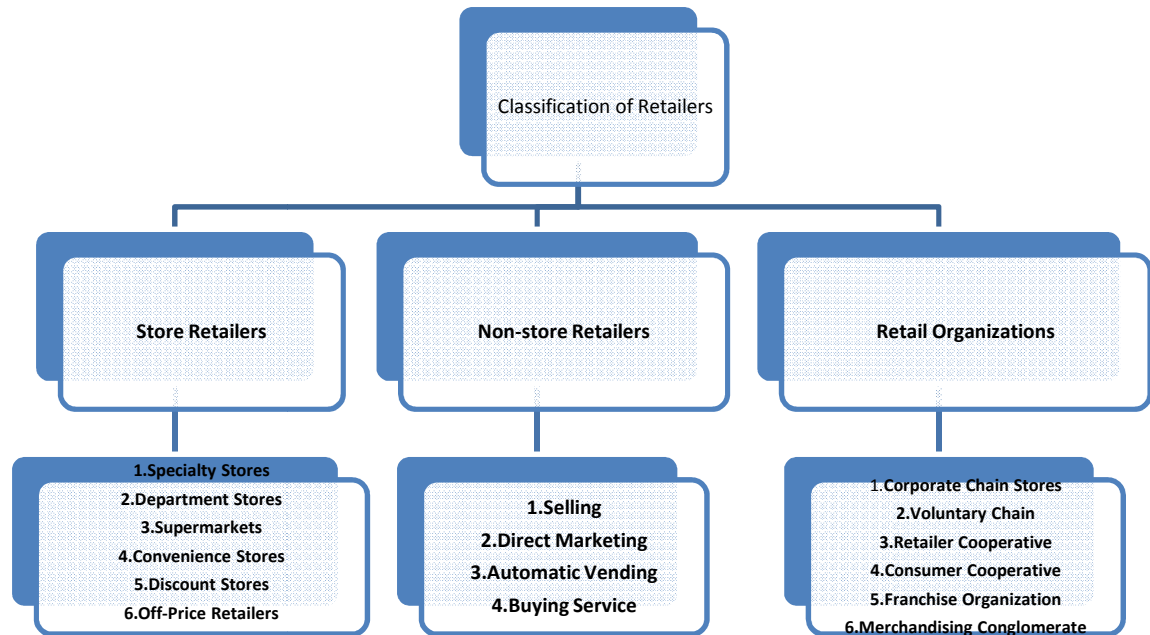 Classification of Retailers
Store Retailers
Non-store Retailers
Retail Organizations
1.Specialty Stores
2.Department Stores
3.Supermarkets
4.Convenience Stores
5.Discount Stores
6.Off-Price Retailers
1.Selling
2.Direct Marketing
3.Automatic Vending
4.Buying Service
1.Corporate Chain Stores
2.Voluntary Chain
3.Retailer Cooperative
4.Consumer Cooperative
5.Franchise Organization
6.Merchandising Conglomerate